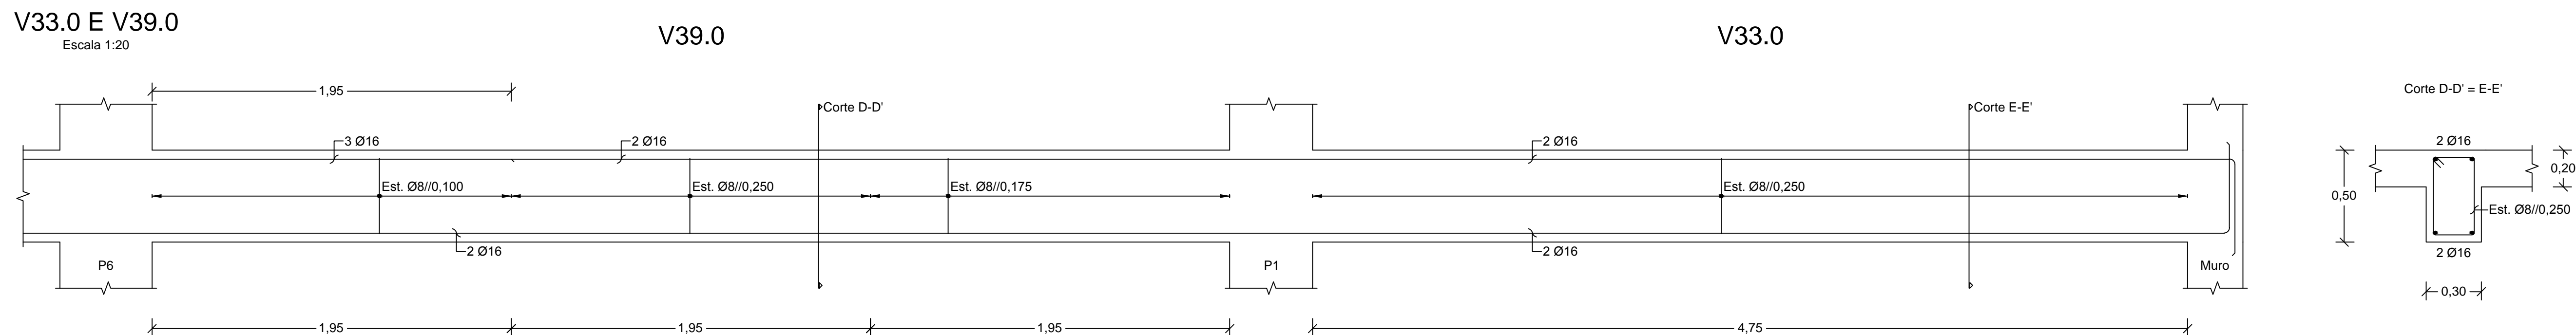 V33.0 E V39.0
Escala 1:20
V39.0
V33.0
1,95
Corte D-D'
Corte E-E'
Corte D-D' = E-E'
3 Ø16
2 Ø16
2 Ø16
2 Ø16
Est. Ø8//0,100
Est. Ø8//0,250
Est. Ø8//0,175
Est. Ø8//0,250
0,50
0,20
Est. Ø8//0,250
2 Ø16
2 Ø16
2 Ø16
P6
P1
Muro
0,30
1,95
1,95
1,95
4,75